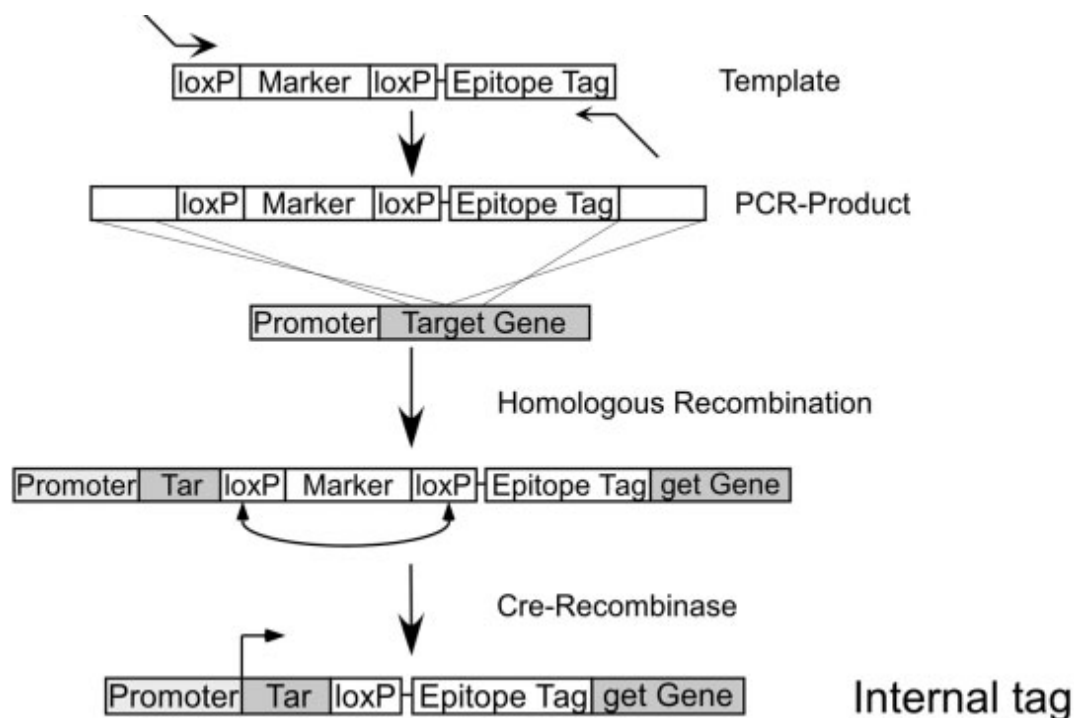 loxP Marker loxP Epitope Tag Template
loxP Marker loxP Epitope Tag PCR-Product
Promoter Target Gene
Homologous Recombination
Promoter Tar loxP Marker loxP Epitope Tag get Gene
Cre-Recombinase
Promoter Tar loxP Epitope Tag get Gene Internal tag